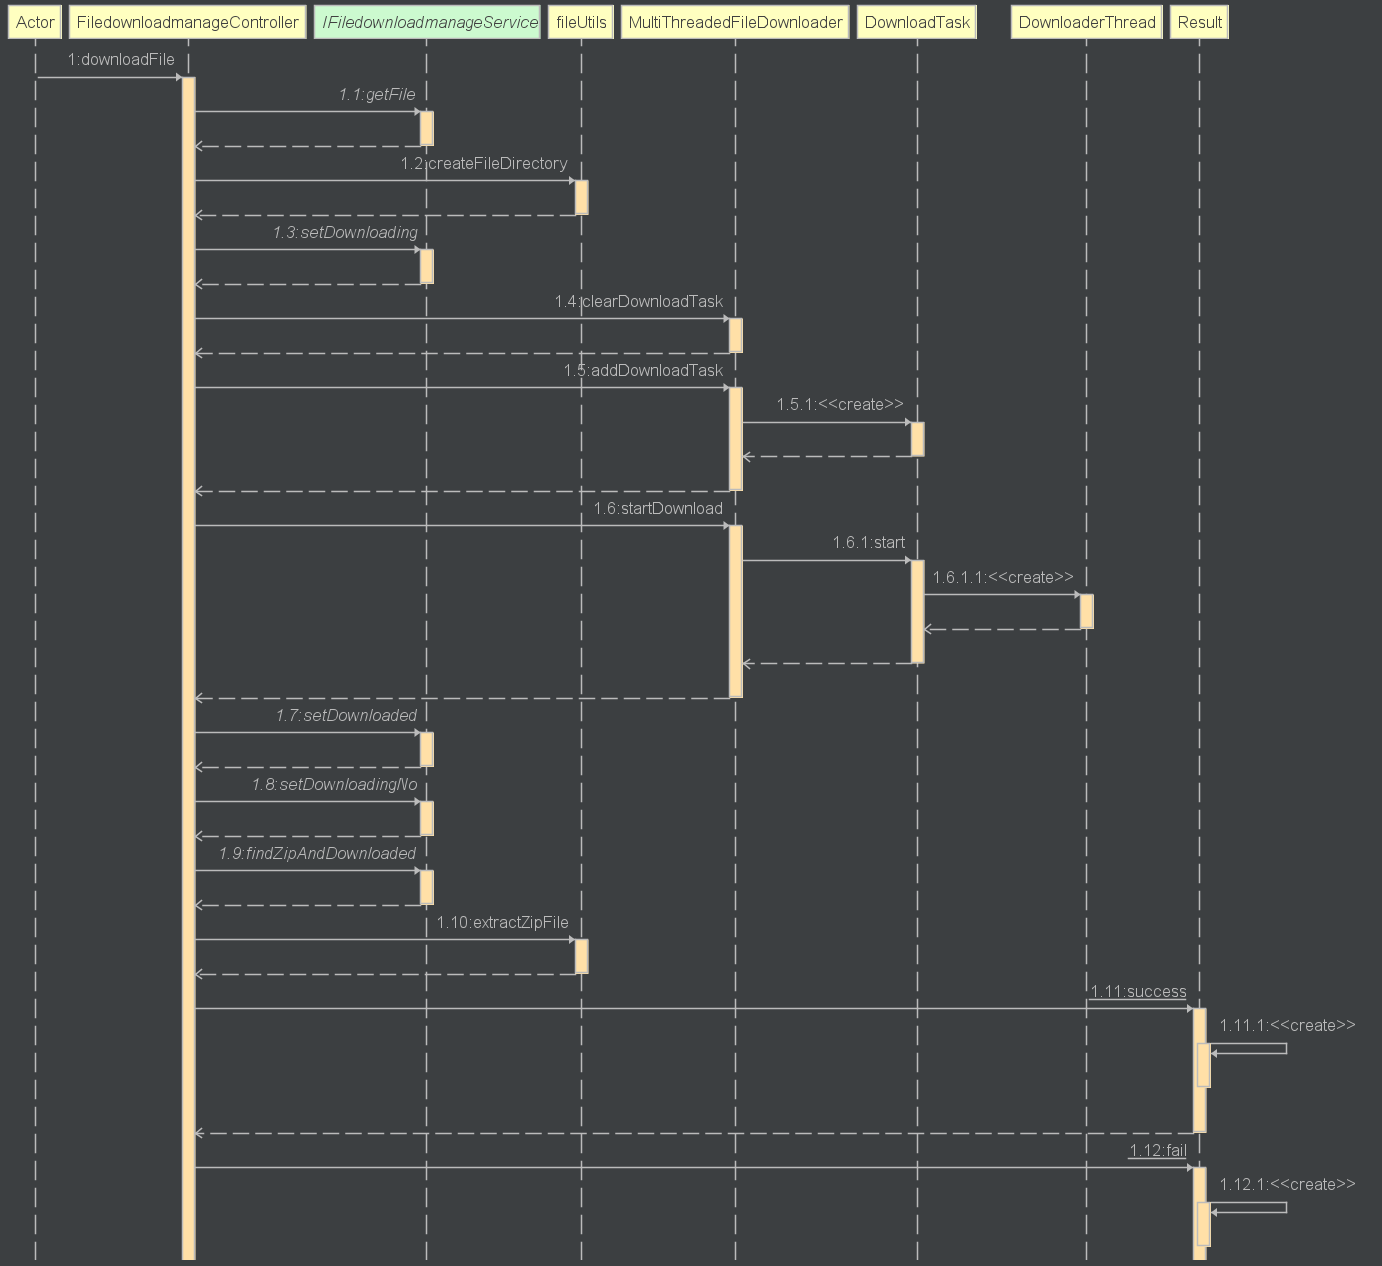 Actor
FiledownloadmanageController
IFiledownloadmanageService
fileUtils
MultiThreadedFileDownloader
DownloadTask
DownloaderThread
Result
1:downloadFile
1.1:getFile
1.2:createFileDirectory
1.3:setDownloading
1.4:clearDownloadTask
1.5:addDownloadTask
1.5.1:<<create>>
1.6:startDownload
1.6.1:start
1.6.1.1:<<create>>
1.7:setDownloaded
1.8:setDownloadingNo
1.9:findZipAndDownloaded
1.10:extractZipFile
1.11:success
1.11.1:<<create>>
1.12:fail
1.12.1:<<create>>